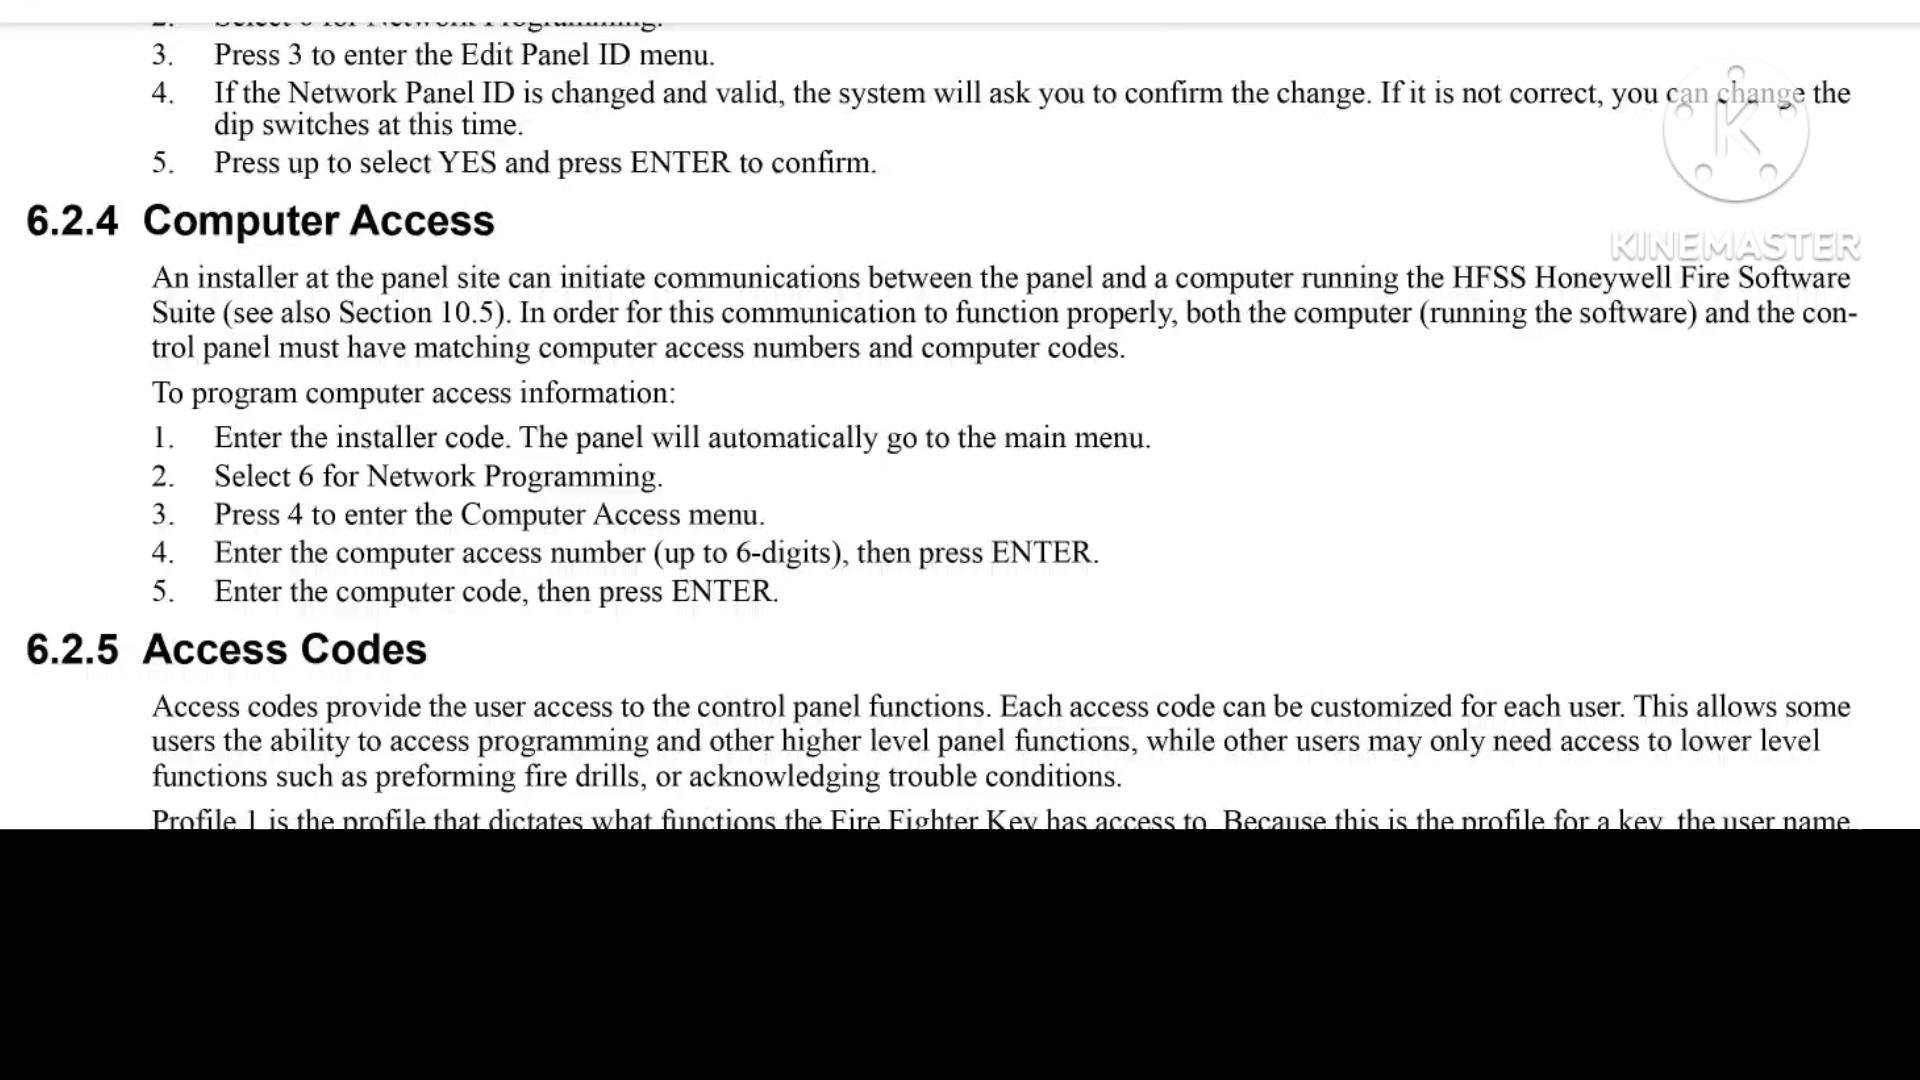 2. Select 6 for Network Programming.
3. Press 3 to enter the Edit Panel ID menu.
4. If the Network Panel ID is changed and valid, the system will ask you to confirm the change. If it is not correct, you can change the
dip switches at this time.
5. Press up to select YES and press ENTER to confirm.
K
KINEMASTER
6.2.4 Computer Access
An installer at the panel site can initiate communications between the panel and a computer running the HFSS Honeywell Fire Software
Suite (see also Section 10.5). In order for this communication to function properly, both the computer (running the software) and the con-
trol panel must have matching computer access numbers and computer codes.
To program computer access information:
1. Enter the installer code. The panel will automatically go to the main menu.
2. Select 6 for Network Programming.
3. Press 4 to enter the Computer Access menu.
4. Enter the computer access number (up to 6-digits), then press ENTER.
5. Enter the computer code, then press ENTER.
6.2.5 Access Codes
Access codes provide the user access to the control panel functions. Each access code can be customized for each user. This allows some
users the ability to access programming and other higher level panel functions, while other users may only need access to lower level
functions such as preforming fire drills, or acknowledging trouble conditions.
Profile 1 is the profile that dictates what functions the Fire Fighter Key has access to. Because this is the profile for a key, the user name